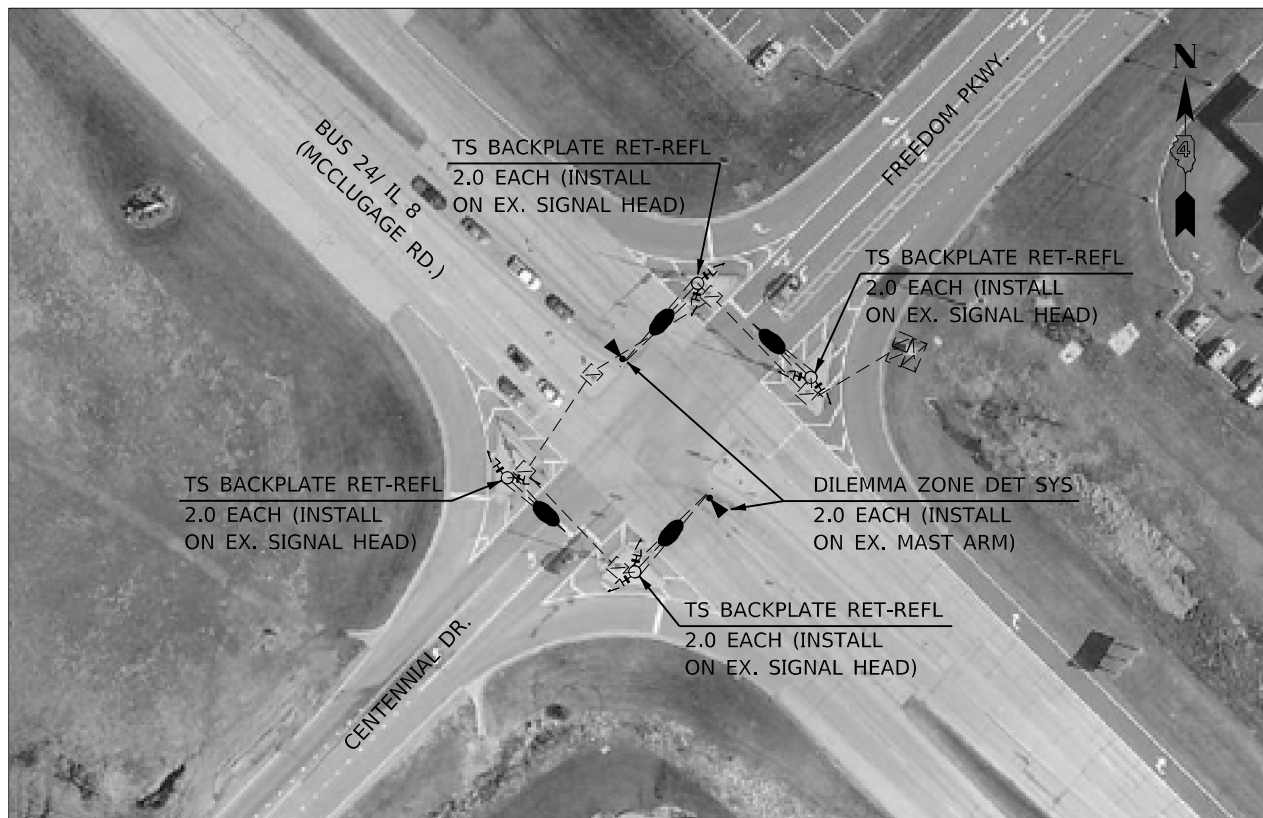 BUS 24/ IL 8
(MCCLUGAGE RD.)
TS BACKPLATE RET-REFL
2.0 EACH (INSTALL
ON EX. SIGNAL HEAD)
FREEDOM PKWY.
N
4
TS BACKPLATE RET-REFL
2.0 EACH (INSTALL
ON EX. SIGNAL HEAD)
TS BACKPLATE RET-REFL
2.0 EACH (INSTALL
ON EX. SIGNAL HEAD)
DILEMMA ZONE DET SYS
2.0 EACH (INSTALL
ON EX. MAST ARM)
TS BACKPLATE RET-REFL
2.0 EACH (INSTALL
ON EX. SIGNAL HEAD)
CENTENNIAL DR.